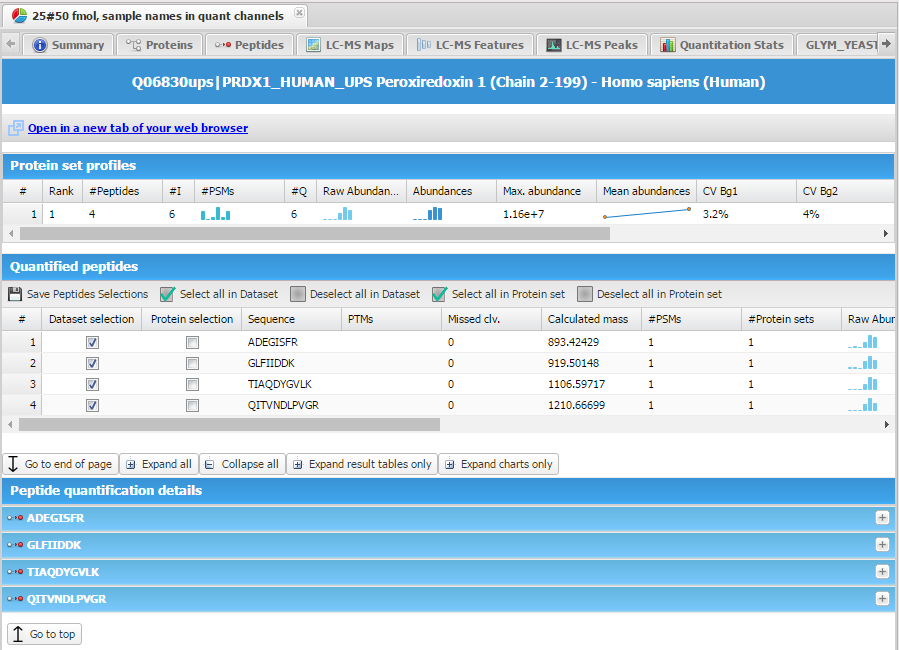 25#50 fmol, sample names in quant channels
Summary Proteins Peptides LC-MS Maps LC-MS Features LC-MS Peaks Quantitation Stats GLYM_YEAST
Q06830ups|PRDX1_HUMAN_UPS Peroxiredoxin 1 (Chain 2-199) - Homo sapiens (Human)
Open in a new tab of your web browser
Protein set profiles
# Rank #Peptides #I #PSMs #Q Raw Abundan... Abundances Max. abundance Mean abundances CV Bg1 CV Bg2
1 1 4 6 6 1.16e+7 3.2% 4%
Quantified peptides
Save Peptides Selections Select all in Dataset Deselect all in Dataset Select all in Protein set Deselect all in Protein set
# Dataset selection Protein selection Sequence PTMs Missed clv. Calculated mass #PSMs #Protein sets Raw Abur
1 ADEGISFR 0 893.42429 1 1
2 GLFIIDDK 0 919.50148 1 1
3 TIAQDYGVLK 0 1106.59717 1 1
4 QITVNDLPVGR 0 1210.66699 1 1
Go to end of page Expand all Collapse all Expand result tables only Expand charts only
Peptide quantification details
ADEGISFR
GLFIIDDK
TIAQDYGVLK
QITVNDLPVGR
Go to top